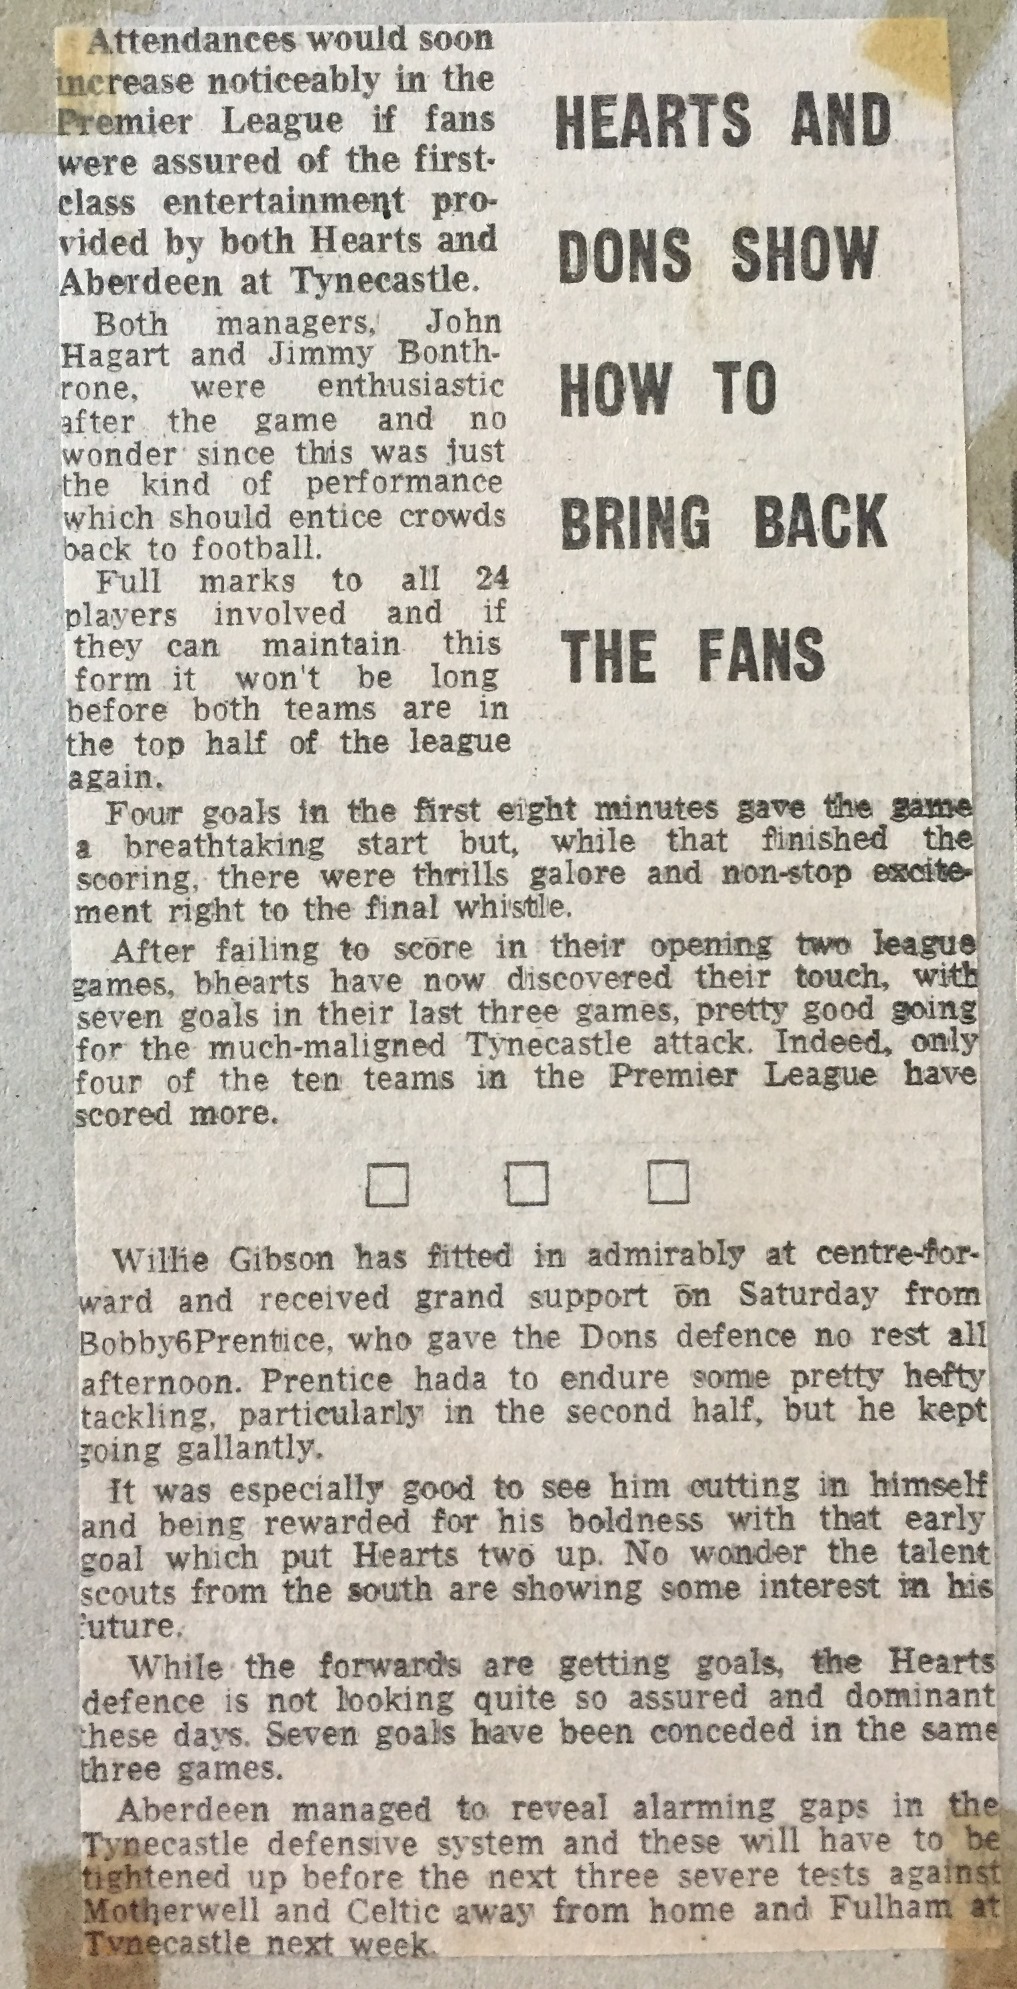 HEARTS AND
DONS SHOW
HOW TO
BRING BACK
THE FANS
Attendances would soon
increase noticeably in the
Premier League if fans
were assured of the first-
class entertainment pro-
vided by both Hearts and
Aberdeen at Tynecastle.
Both managers, John
Hagart and Jimmy Bonth-
rone, were enthusiastic
after the game and no
wonder since this was just
the kind of performance
which should entice crowds
back to football.
Full marks to all 24
players involved and if
they can maintain this
form it won't be long
before both teams are in
the top half of the league
again.
Four goals in the first eight minutes gave the game
a breathtaking start but, while that finished the
scoring, there were thrills galore and non-stop excite-
ment right to the final whistle.
After failing to score in their opening two league
games, bhearts have now discovered their touch, with
seven goals in their last three games, pretty good going
for the much-maligned Tynecastle attack. Indeed, only
four of the ten teams in the Premier League have
scored more.
Willie Gibson has fitted in admirably at centre-for-
ward and received grand support on Saturday from
Bobby6Prentice, who gave the Dons defence no rest all
afternoon. Prentice hada to endure some pretty hefty
tackling, particularly in the second half, but he kept
going gallantly.
It was especially good to see him cutting in himself
and being rewarded for his boldness with that early
goal which put Hearts two up. No wonder the talent
scouts from the south are showing some interest in his
future.
While the forwards are getting goals, the Hearts
defence is not looking quite so assured and dominant
these days. Seven goals have been conceded in the same
three games.
Aberdeen managed to reveal alarming gaps in the
Tynecastle defensive system and these will have to be
tightened up before the next three severe tests against
Motherwell and Celtic away from home and Fulham at
Tynecastle next week.